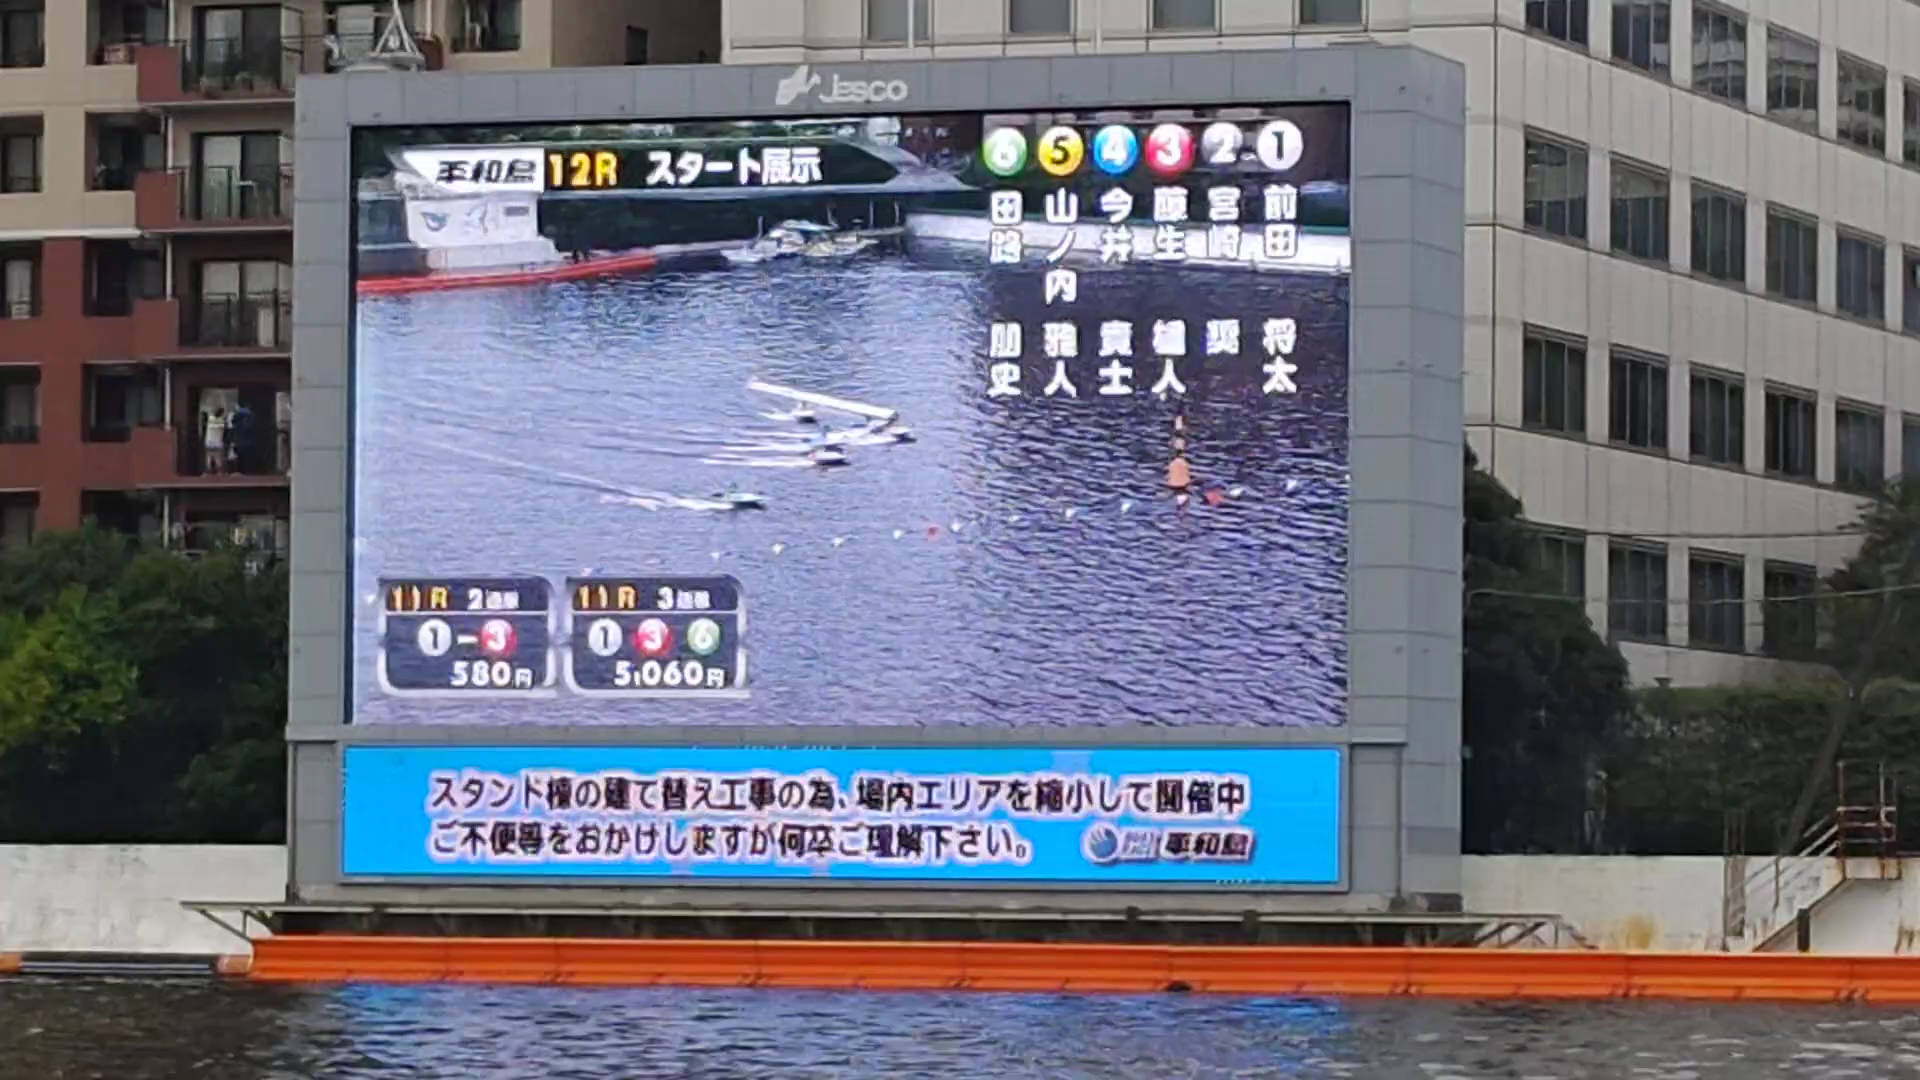 Jesco
平和島 12R スタート展示
6 5 4 3 2 1
田路 朋史
山ノ内 雅人
今井 貴士
藤生 雄人
宮崎 奨
前田 将太
11R 2連単
1-3
580円
11R 3連単
1 3 6
5,060円
スタンド棟の建て替え工事の為、場内エリアを縮小して開催中
ご不便等をおかけしますが何卒ご理解下さい。
平和島